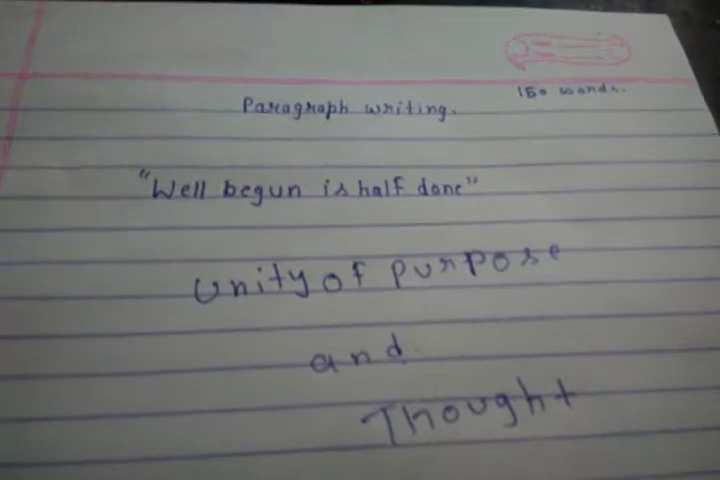 150 words.
Paragraph writing.
"Well begun is half done"
Unity of Purpose
and
Thought